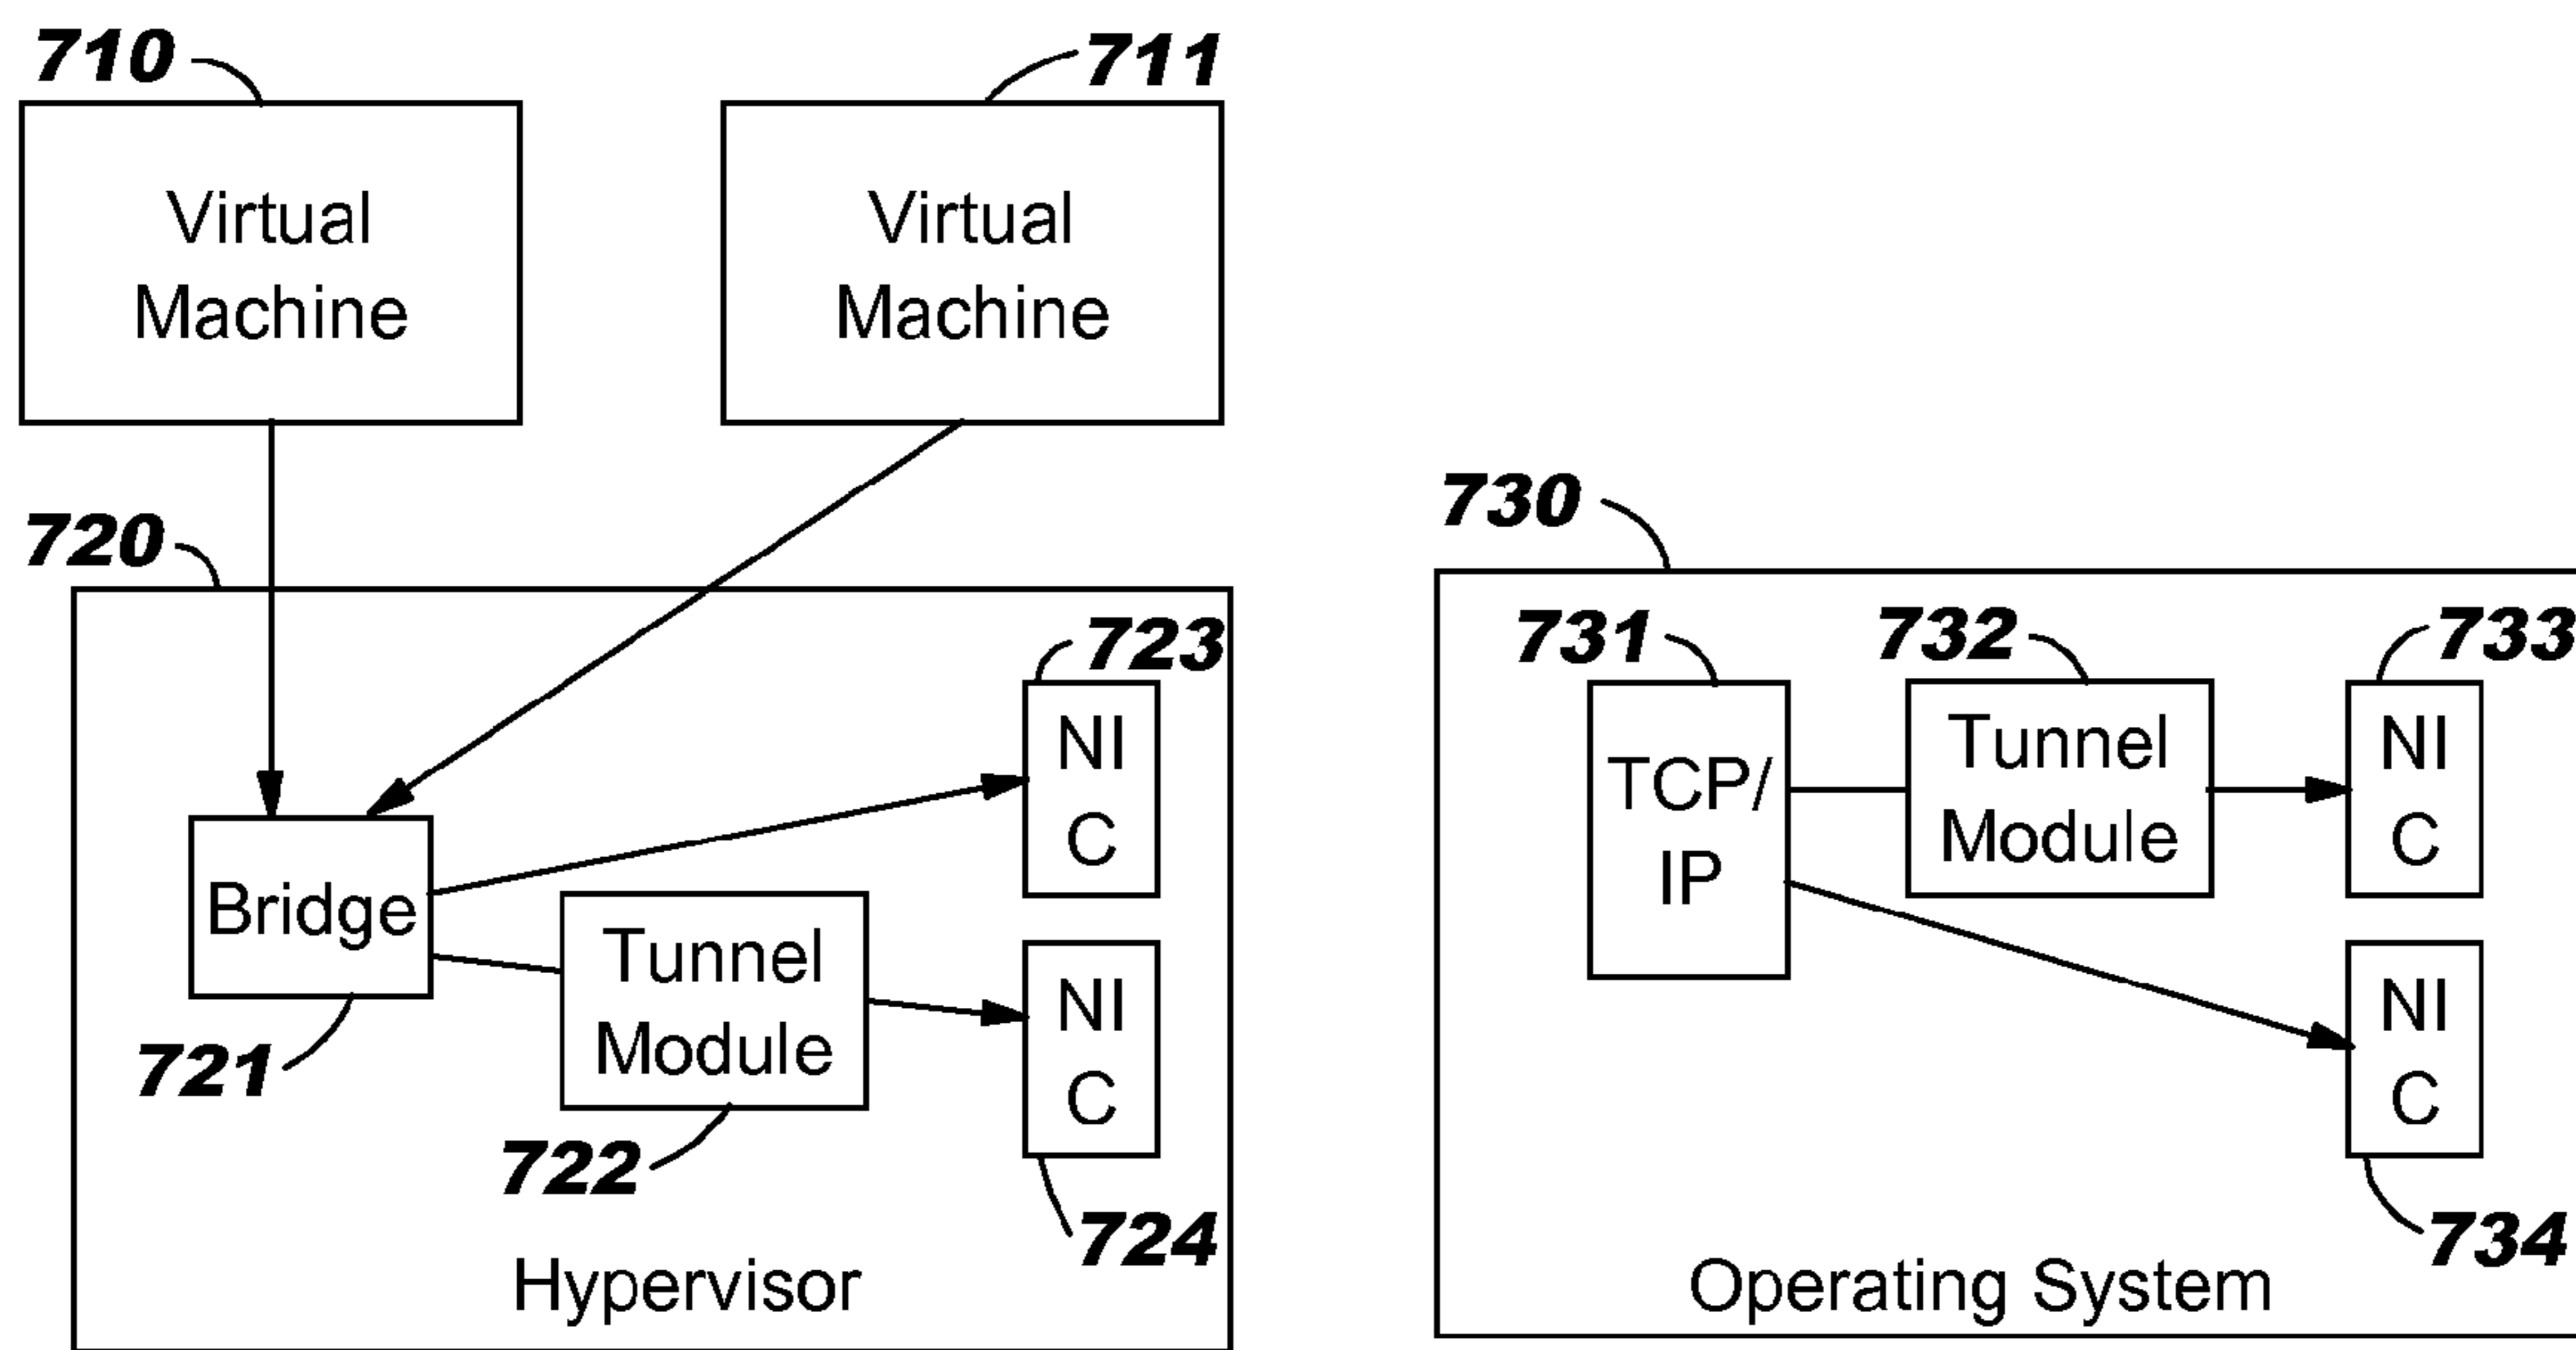 710
711
Virtual
Machine
Virtual
Machine
720
730
723
731
732
733
NI
C
TCP/
IP
Tunnel
Module
NI
C
Bridge
Tunnel
Module
NI
C
NI
C
721
722
724
734
Hypervisor
Operating System